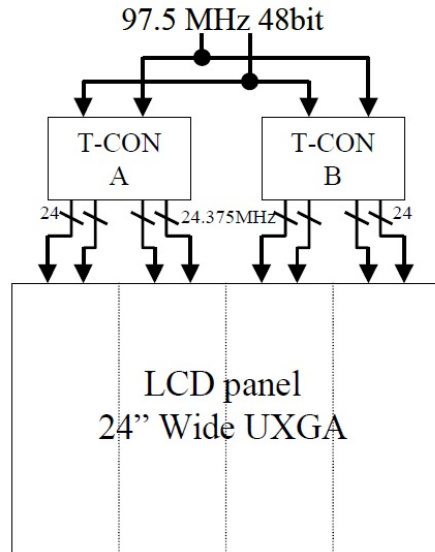 97.5 MHz 48bit
T-CON
A
T-CON
B
24
24.375MHz
24
LCD panel
24” Wide UXGA